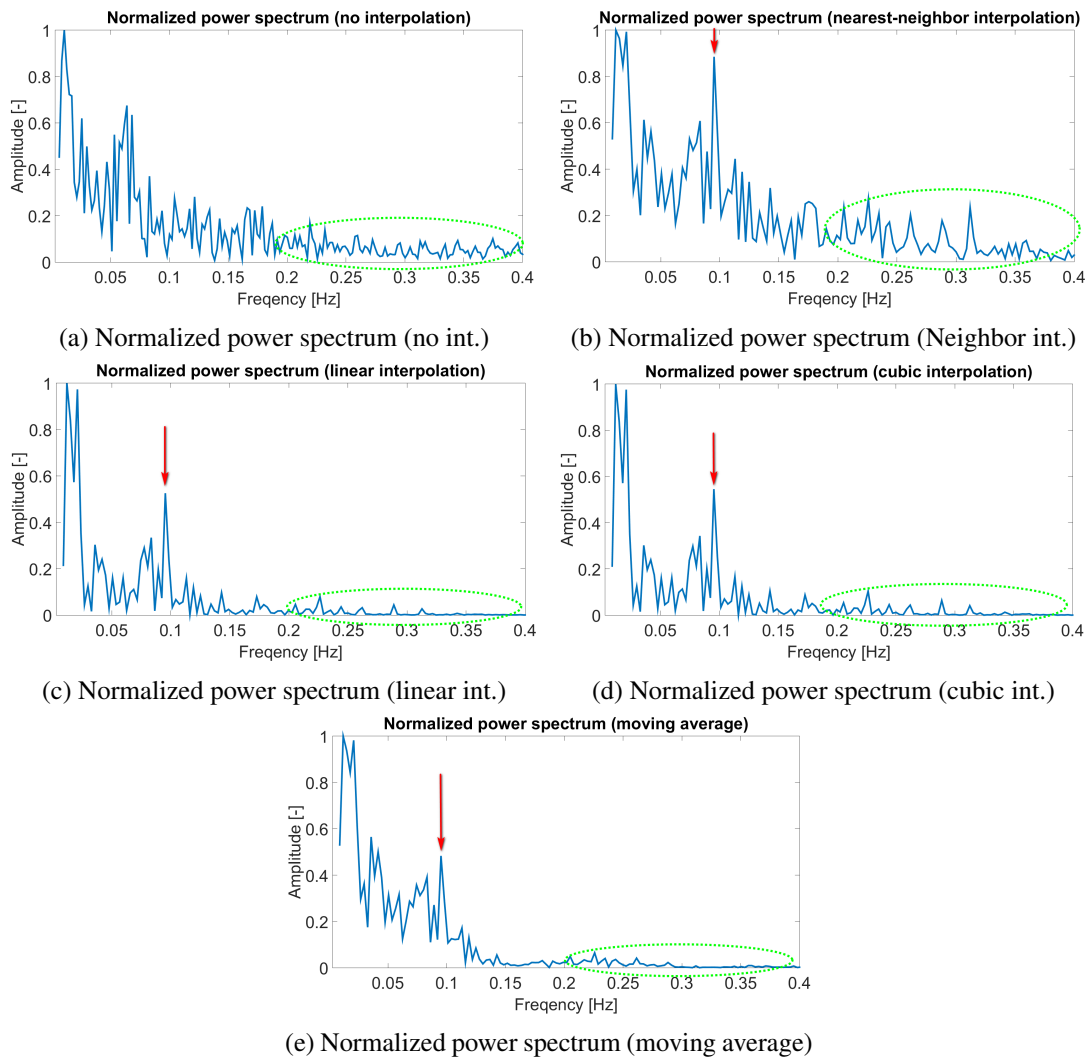 Normalized power spectrum (no interpolation)
Amplitude [-]
1
0.8
0.6
0.4
0.2
0
0.05 0.1 0.15 0.2 0.25 0.3 0.35 0.4
Freqency [Hz]
(a) Normalized power spectrum (no int.)
Normalized power spectrum (nearest-neighbor interpolation)
Amplitude [-]
1
0.8
0.6
0.4
0.2
0
0.05 0.1 0.15 0.2 0.25 0.3 0.35 0.4
Freqency [Hz]
(b) Normalized power spectrum (Neighbor int.)
Normalized power spectrum (linear interpolation)
Amplitude [-]
1
0.8
0.6
0.4
0.2
0
0.05 0.1 0.15 0.2 0.25 0.3 0.35 0.4
Freqency [Hz]
(c) Normalized power spectrum (linear int.)
Normalized power spectrum (cubic interpolation)
Amplitude [-]
1
0.8
0.6
0.4
0.2
0
0.05 0.1 0.15 0.2 0.25 0.3 0.35 0.4
Freqency [Hz]
(d) Normalized power spectrum (cubic int.)
Normalized power spectrum (moving average)
Amplitude [-]
1
0.8
0.6
0.4
0.2
0
0.05 0.1 0.15 0.2 0.25 0.3 0.35 0.4
Freqency [Hz]
(e) Normalized power spectrum (moving average)